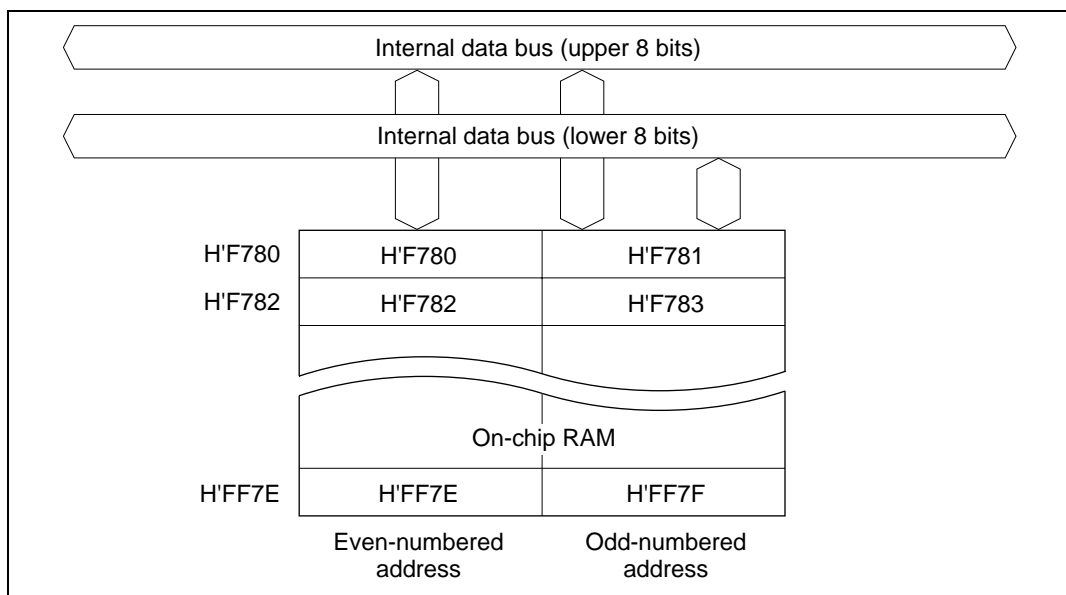 Internal data bus (upper 8 bits)
Internal data bus (lower 8 bits)
H'F780 H'F780 H'F781
H'F782 H'F782 H'F783
On-chip RAM
H'FF7E H'FF7E H'FF7F
Even-numbered address
Odd-numbered address